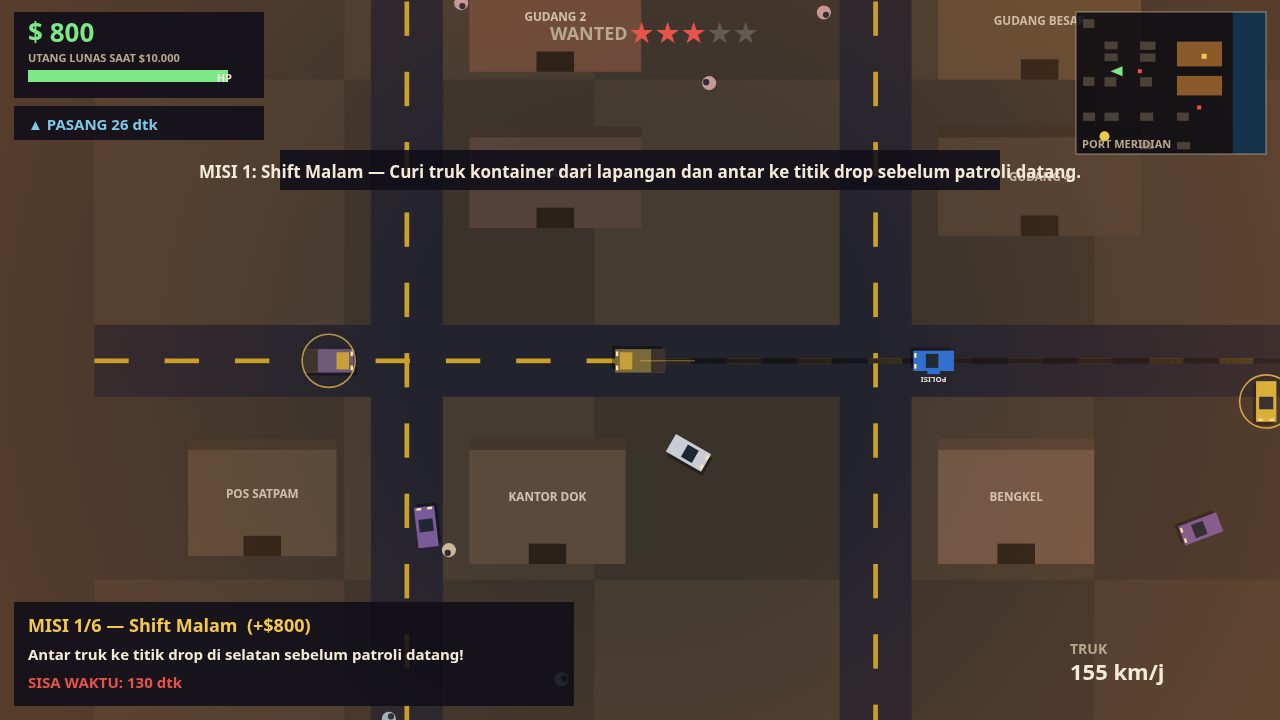 $ 800
UTANG LUNAS SAAT $10.000
HP
▲ PASANG 26 dtk
GUDANG 2
WANTED ★★★★★
GUDANG BESA
PORT MERIDIAN
MISI 1: Shift Malam — Curi truk kontainer dari lapangan dan antar ke titik drop sebelum patroli datang.
POLISI
POS SATPAM
KANTOR DOK
BENGKEL
MISI 1/6 — Shift Malam (+$800)
Antar truk ke titik drop di selatan sebelum patroli datang!
SISA WAKTU: 130 dtk
TRUK
155 km/j